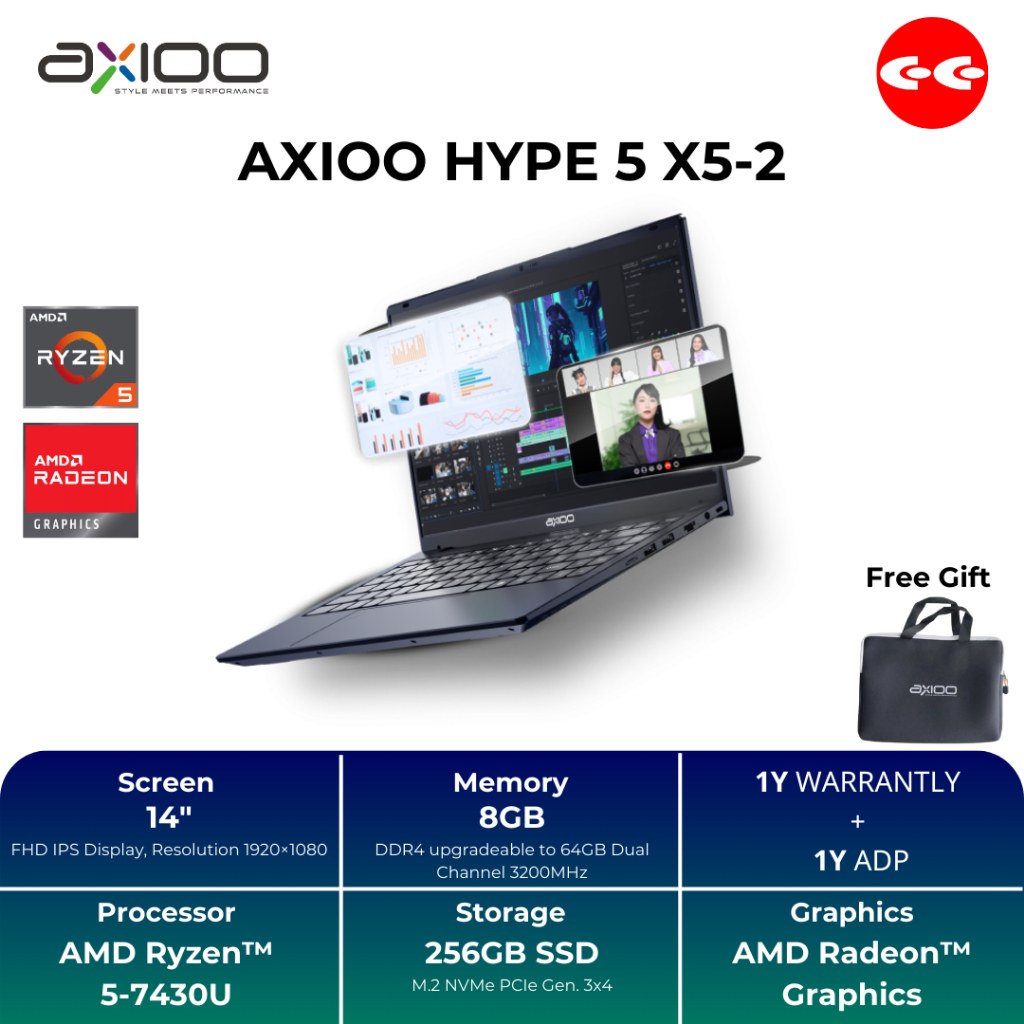 axioo
STYLE MEETS PERFORMANCE
AXIOO HYPE 5 X5-2
AMD
RYZEN
5
AMD
RADEON
GRAPHICS
axioo
Free Gift
axioo
Screen
14"
FHD IPS Display, Resolution 1920×1080
Memory
8GB
DDR4 upgradeable to 64GB Dual
Channel 3200MHz
1Y WARRANTLY
+
1Y ADP
Processor
AMD Ryzen™
5-7430U
Storage
256GB SSD
M.2 NVMe PCIe Gen. 3x4
Graphics
AMD Radeon™
Graphics